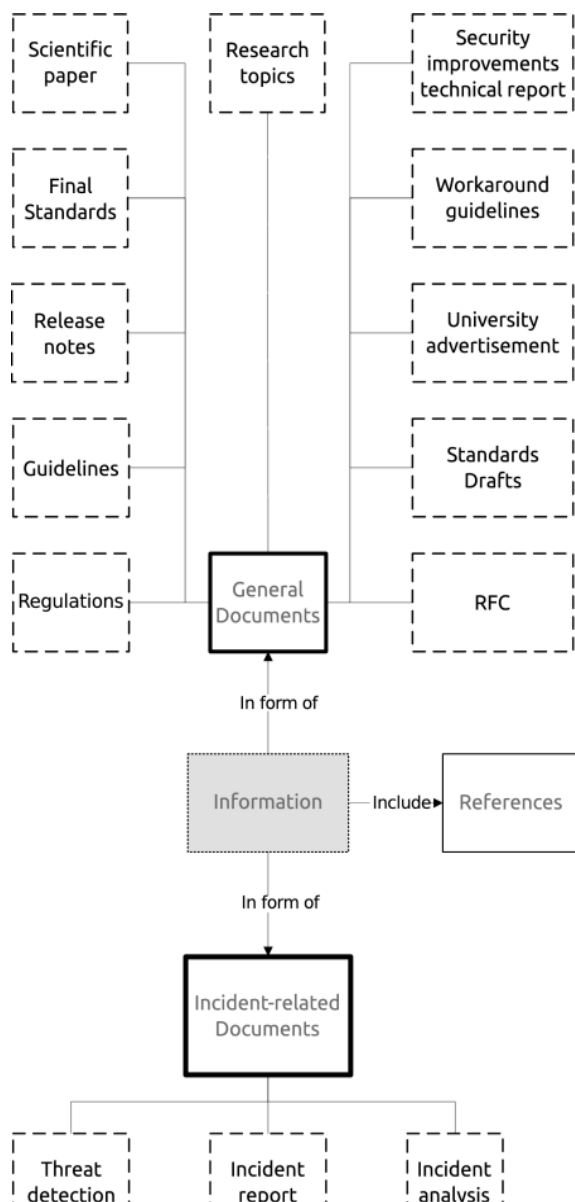 Scientific
paper
Research
topics
Security
improvements
technical report
Final
Standards
Workaround
guidelines
Release
notes
University
advertisement
Guidelines
Standards
Drafts
Regulations
General
Documents
RFC
In form of
Information
Include
References
In form of
Incident-related
Documents
Threat
detection
Incident
report
Incident
analysis